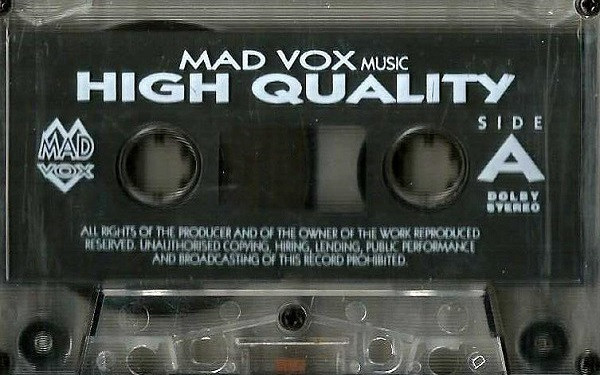 MAD VOX MUSIC
HIGH QUALITY
SIDE
A
MAD
VOX
DOLBY
STEREO
ALL RIGHTS OF THE PRODUCER AND OF THE OWNER OF THE WORK REPRODUCED
RESERVED. UNAUTHORISED COPYING, HIRING, LENDING, PUBLIC PERFORMANCE
AND BROADCASTING OF THIS RECORD PROHIBITED.